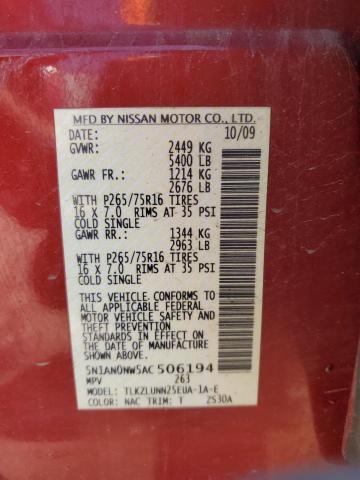 MFD BY NISSAN MOTOR CO., LTD.
DATE: 10/09
GVWR: 2449 KG
5400 LB
GAWR FR.: 1214 KG
2676 LB
WITH P265/75R16 TIRES
16 X 7.0 RIMS AT 35 PSI
COLD SINGLE
GAWR RR.: 1344 KG
2963 LB
WITH P265/75R16 TIRES
16 X 7.0 RIMS AT 35 PSI
COLD SINGLE
THIS VEHICLE CONFORMS TO
ALL APPLICABLE FEDERAL
MOTOR VEHICLE SAFETY AND
THEFT PREVENTION
STANDARDS IN EFFECT ON
THE DATE OF MANUFACTURE
SHOWN ABOVE.
5N1AN0NW5AC506194
MPV 263
MODEL: TLKZLUNN25EUA-1A-E
COLOR: NAC TRIM: T 2S30A